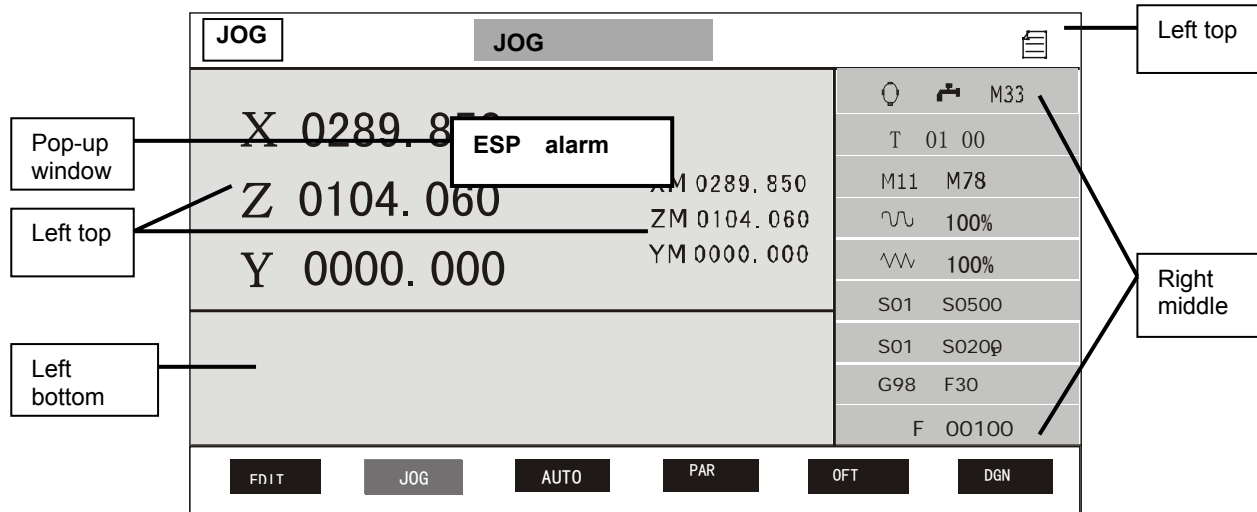 JOG
JOG
Left top
M33
Pop-up
window
X 0289. 850
ESP alarm
T 01 00
Left top
Z 0104. 060
XM 0289. 850
M11 M78
ZM 0104. 060
100%
Y 0000. 000
YM 0000. 000
100%
Right
middle
S01 S0500
S01 S0200
Left
bottom
G98 F30
F 00100
EDIT
JOG
AUTO
PAR
OFT
DGN